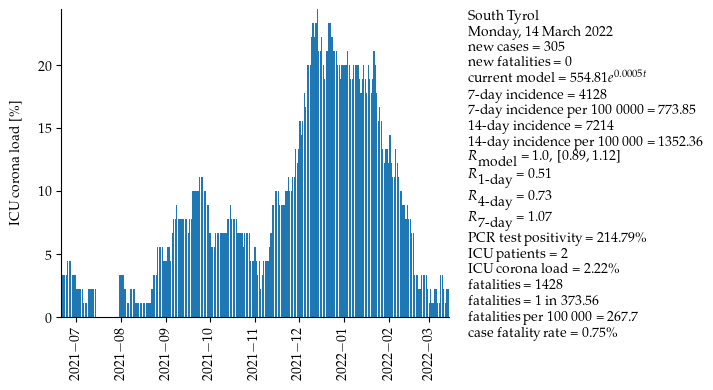 South Tyrol
Monday, 14 March 2022
new cases = 305
new fatalities = 0
current model = 554.81e^0.0005t
7-day incidence = 4128
7-day incidence per 100 0000 = 773.85
14-day incidence = 7214
14-day incidence per 100 000 = 1352.36
R_model = 1.0, [0.89, 1.12]
R_1-day = 0.51
R_4-day = 0.73
R_7-day = 1.07
PCR test positivity = 214.79%
ICU patients = 2
ICU corona load = 2.22%
fatalities = 1428
fatalities = 1 in 373.56
fatalities per 100 000 = 267.7
case fatality rate = 0.75%
ICU corona load [%]
20
15
10
5
0
2021−07
2021−08
2021−09
2021−10
2021−11
2021−12
2022−01
2022−02
2022−03